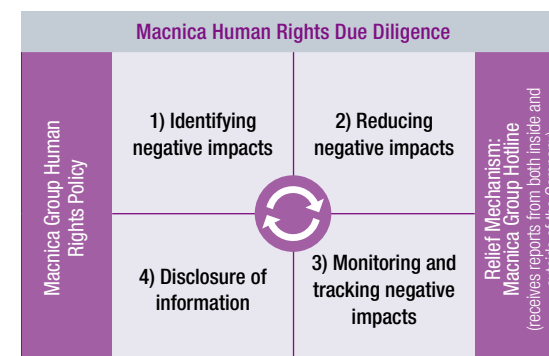 Macnica Human Rights Due Diligence
Macnica Group Human
Rights Policy
1) Identifying
negative impacts
2) Reducing
negative impacts
4) Disclosure of
information
3) Monitoring and
tracking negative
impacts
Relief Mechanism:
Macnica Group Hotline
(receives reports from both inside and